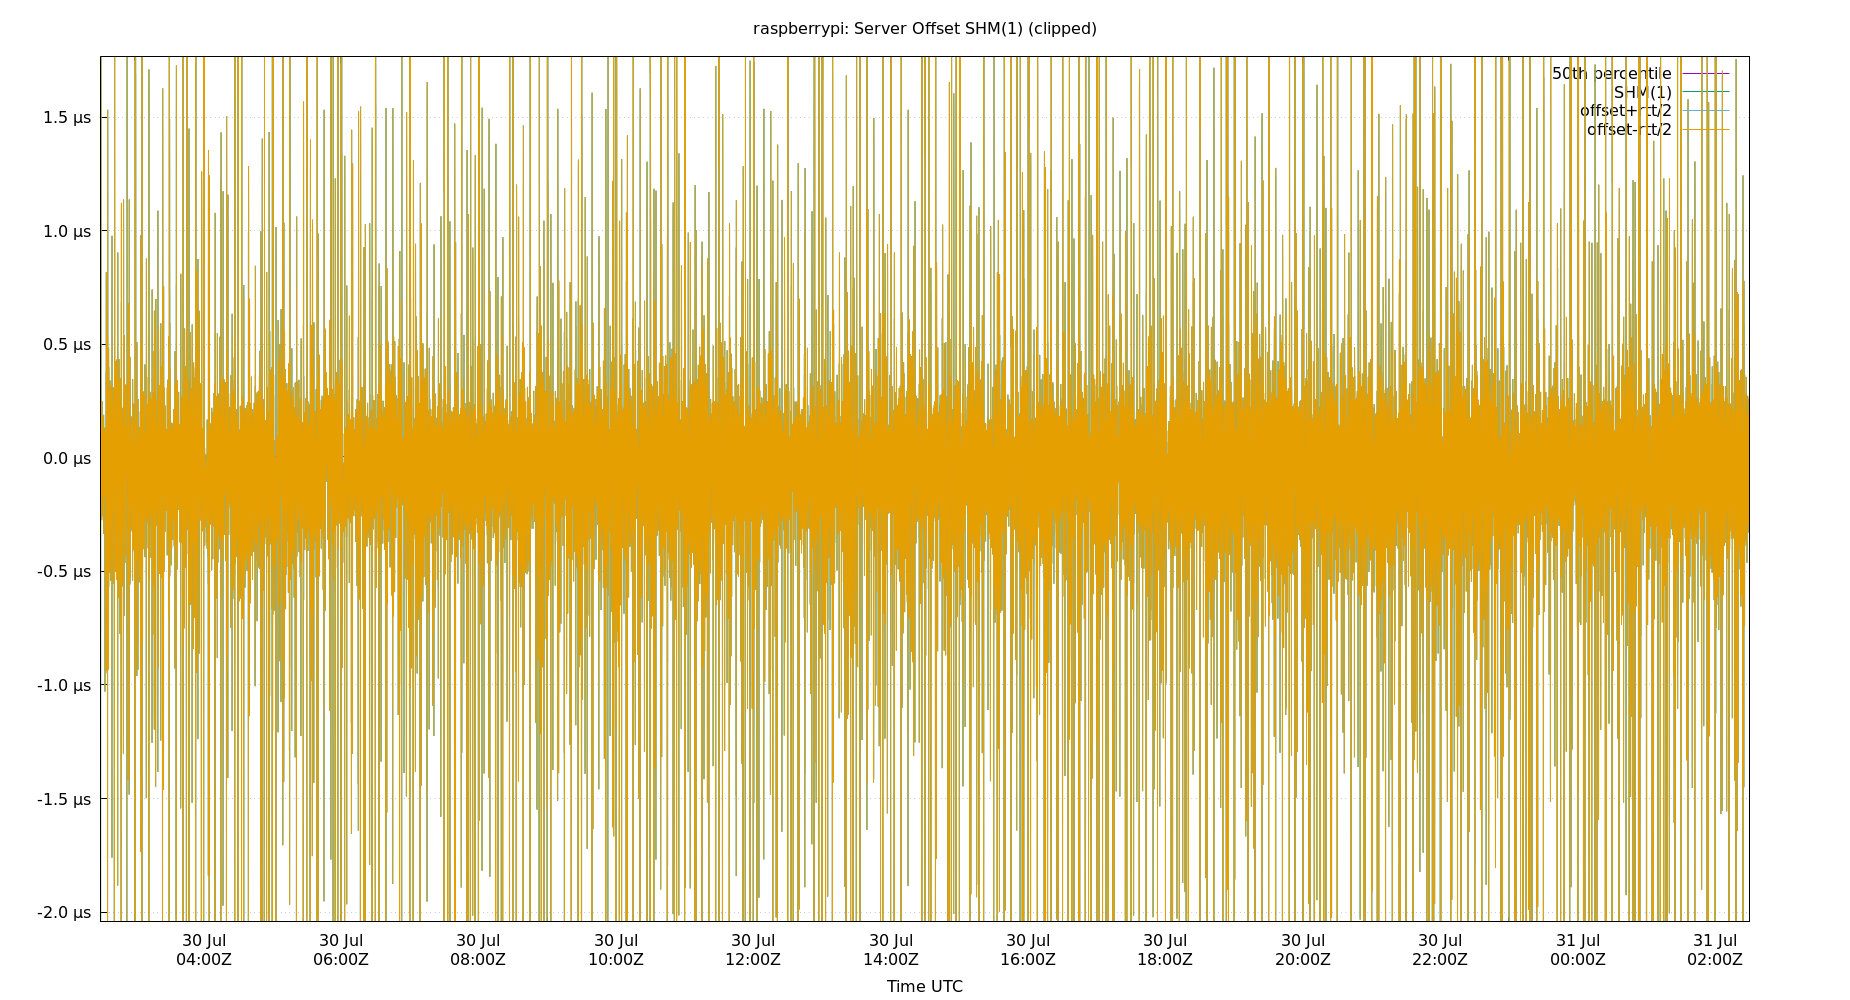 raspberrypi: Server Offset SHM(1) (clipped)
50th percentile
SHM(1)
offset+rtt/2
offset-rtt/2
1.5 µs
1.0 µs
0.5 µs
0.0 µs
-0.5 µs
-1.0 µs
-1.5 µs
-2.0 µs
30 Jul 30 Jul 30 Jul 30 Jul 30 Jul 30 Jul 30 Jul 30 Jul 30 Jul 30 Jul 31 Jul 31 Jul
04:00Z 06:00Z 08:00Z 10:00Z 12:00Z 14:00Z 16:00Z 18:00Z 20:00Z 22:00Z 00:00Z 02:00Z
Time UTC